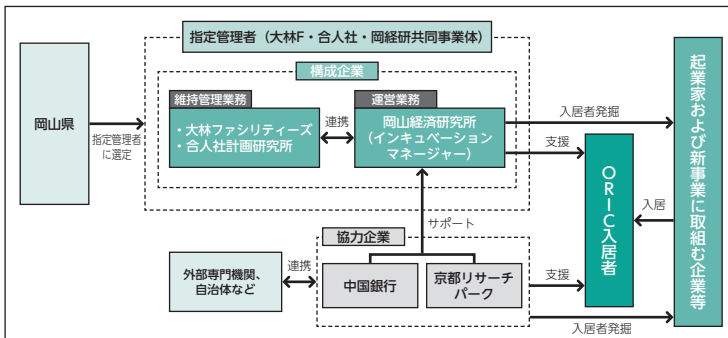 指定管理者（大林F・合人社・岡経研共同事業体）
構成企業
岡山県
指定管理者
に選定
維持管理業務
・大林ファシリティーズ
・合人社計画研究所
連携
運営業務
岡山経済研究所
（インキュベーション
マネージャー）
入居者発掘
支援
ORIC入居者
入居
起業家および新事業に取組む企業等
サポート
協力企業
外部専門機関、
自治体など
連携
中国銀行
京都リサーチ
パーク
支援
入居者発掘